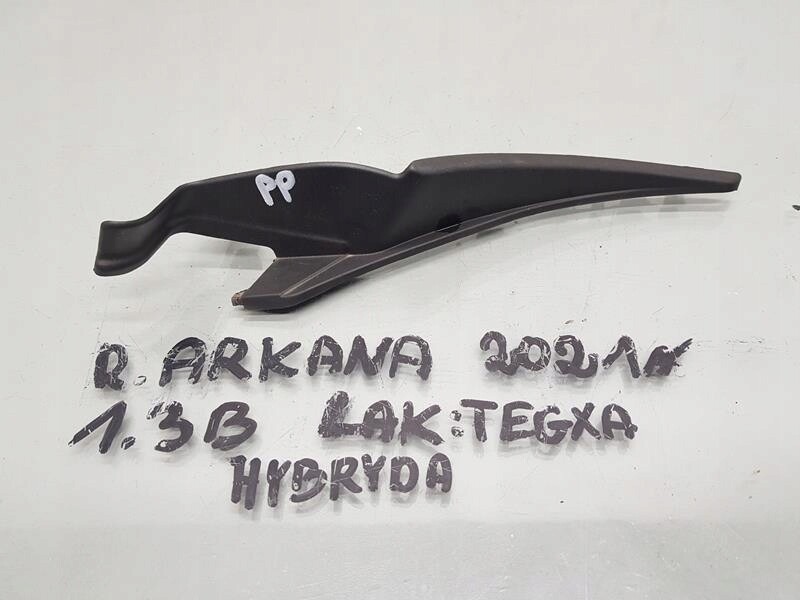 PP
R. ARKANA 2021r
1.3B LAK:TEGXA
HYBRYDA